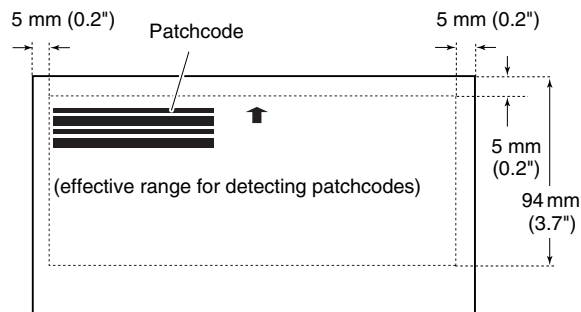 5 mm (0.2")
Patchcode
5 mm (0.2")
5 mm
(0.2")
(effective range for detecting patchcodes)
94 mm
(3.7")